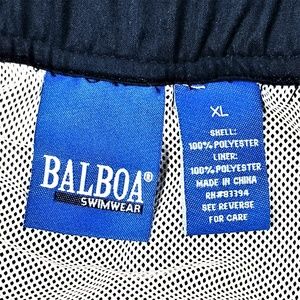 BALBOA®
SWIMWEAR
XL
SHELL:
100% POLYESTER
LINER:
100% POLYESTER
MADE IN CHINA
RN#83394
SEE REVERSE
FOR CARE